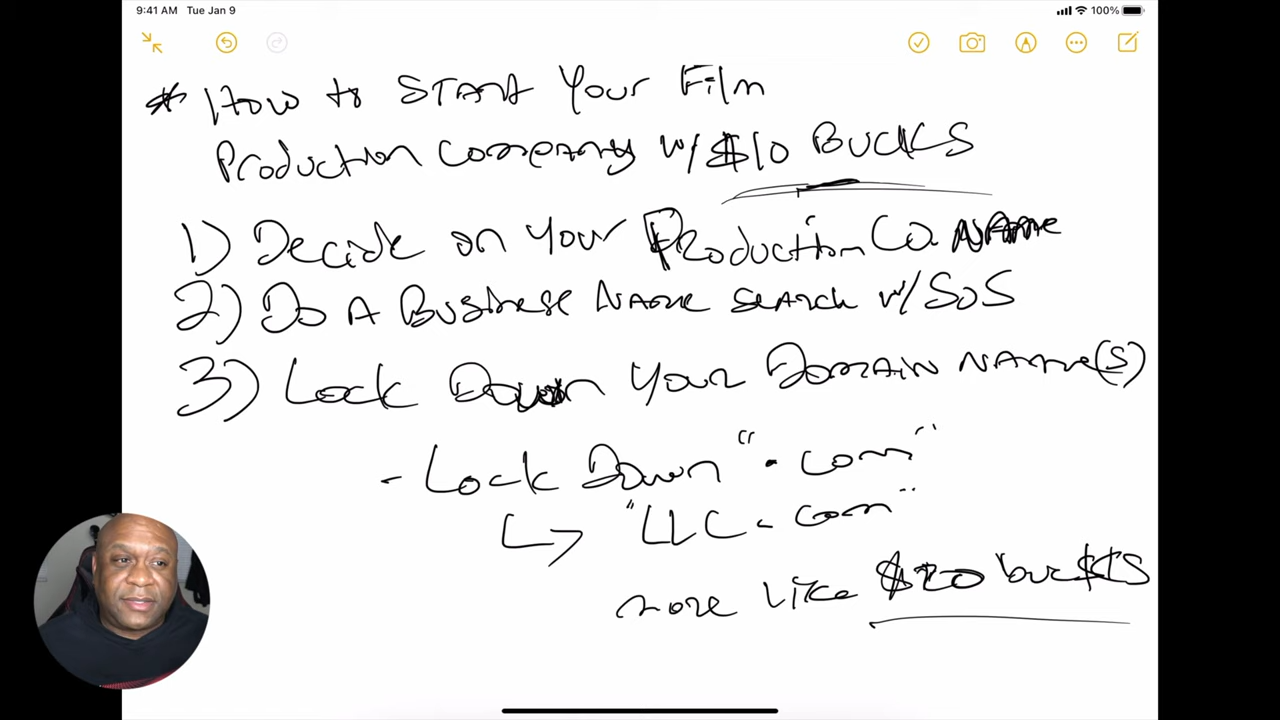 9:41 AM Tue Jan 9 100%
* How to START Your Film
Production Company w/ $10 BUCKS
1) Decide on Your Production Co. NAME
2) Do A Business NAME SEARCH w/ SOS
3) Lock Down YOUR Domain NAME(S)
- Lock Down ".com"
↳ "LLC.com"
more like $20 bucks